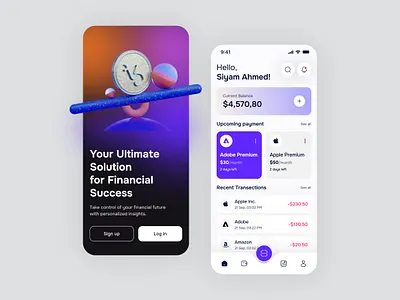 Your Ultimate
Solution
for Financial
Success
Take control of your financial future
with personalized insights.
Sign up
Log in
9:41
Hello,
Siyam Ahmed!
Current Balance
$4,570,80
Upcoming payment
See all
Adobe Premium
$30/month
2 days left
Apple Premium
$50/month
2 days left
Recent Transections
See all
Apple Inc.
21 Sep, 03:02 PM
-$230.50
Adobe
21 Sep, 03:22 PM
-$130.50
Amazon
21 Sep, 03:02 PM
-$20.50